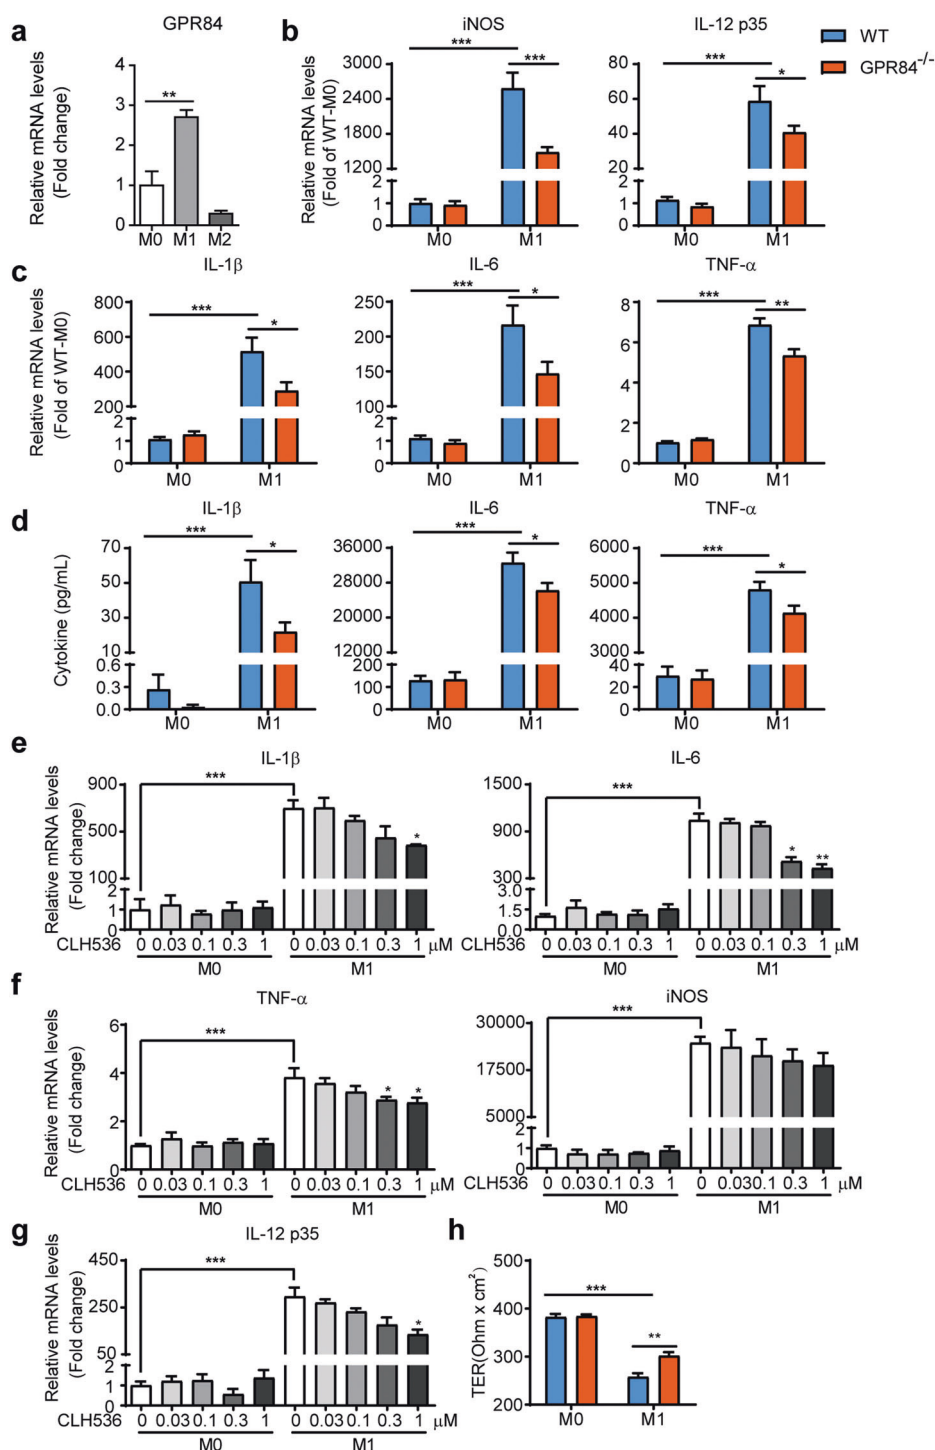 a
GPR84
Relative mRNA levels
(Fold change)
4
3
2
1
0
**
M0 M1 M2
b
iNOS
Relative mRNA levels
(Fold of WT-M0)
3000
2400
1800
1200
2
1
0
***
***
M0 M1
IL-12 p35
60
40
20
2
1
0
***
*
M0 M1
WT
GPR84-/-
c
IL-1β
Relative mRNA levels
(Fold of WT-M0)
800
600
400
200
2
1
0
***
*
M0 M1
IL-6
250
200
150
100
2
1
0
***
*
M0 M1
TNF-α
8
6
4
2
0
***
**
M0 M1
d
IL-1β
Cytokine (pg/mL)
70
50
30
10
0.6
0.3
0.0
***
*
M0 M1
IL-6
36000
28000
20000
12000
200
100
0
***
*
M0 M1
TNF-α
6000
5000
4000
3000
40
20
0
***
*
M0 M1
e
IL-1β
Relative mRNA levels
(Fold change)
900
500
100
2
1
0
***
*
CLH536 0 0.03 0.1 0.3 1 0 0.03 0.1 0.3 1 μM
M0 M1
IL-6
1500
900
300
3.0
1.5
0
***
*
**
0 0.03 0.1 0.3 1 0 0.03 0.1 0.3 1 μM
CLH536
M0 M1
f
TNF-α
Relative mRNA levels
(Fold change)
6
4
2
0
***
*
*
CLH536 0 0.03 0.1 0.3 1 0 0.03 0.1 0.3 1 μM
M0 M1
iNOS
30000
17500
5000
2
1
0
***
CLH536 0 0.03 0.1 0.3 1 0 0.03 0.1 0.3 1 μM
M0 M1
g
IL-12 p35
Relative mRNA levels
(Fold change)
450
250
50
2
1
0
***
*
CLH536 0 0.03 0.1 0.3 1 0 0.03 0.1 0.3 1 μM
M0 M1
h
TER(Ohm x cm²)
500
400
300
200
***
**
M0 M1